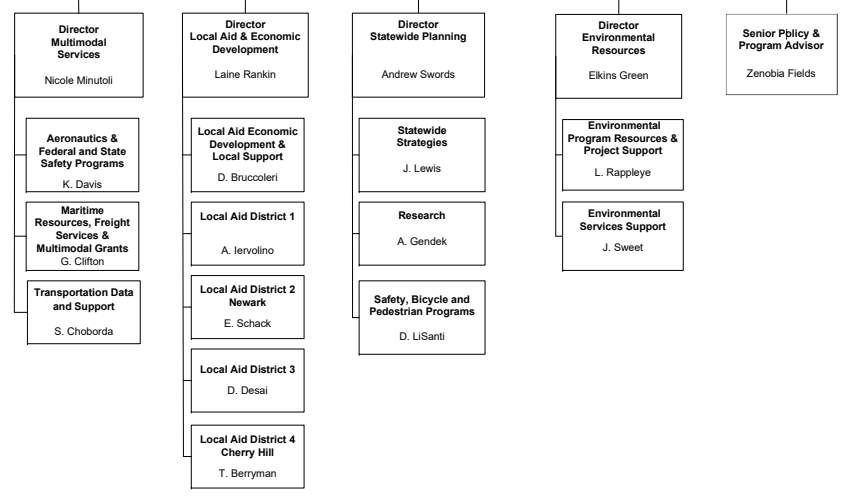 Director
Multimodal
Services
Nicole Minutoli
Aeronautics &
Federal and State
Safety Programs
K. Davis
Maritime
Resources, Freight
Services &
Multimodal Grants
G. Clifton
Transportation Data
and Support
S. Choborda
Director
Local Aid & Economic
Development
Laine Rankin
Local Aid Economic
Development &
Local Support
D. Bruccoleri
Local Aid District 1
A. Iervolino
Local Aid District 2
Newark
E. Schack
Local Aid District 3
D. Desai
Local Aid District 4
Cherry Hill
T. Berryman
Director
Statewide Planning
Andrew Swords
Statewide
Strategies
J. Lewis
Research
A. Gendek
Safety, Bicycle and
Pedestrian Programs
D. LiSanti
Director
Environmental
Resources
Elkins Green
Environmental
Program Resources &
Project Support
L. Rappleye
Environmental
Services Support
J. Sweet
Senior Policy &
Program Advisor
Zenobia Fields